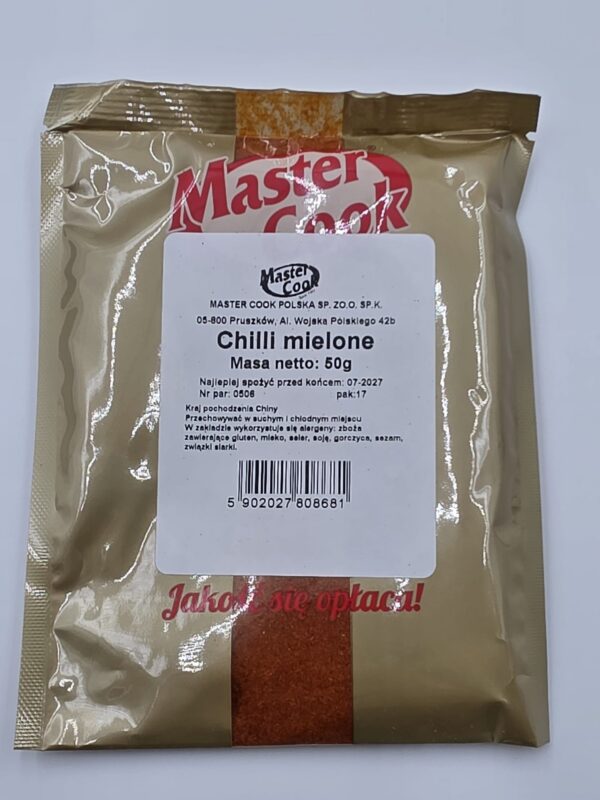 Master
Cook
Master
Cook
MASTER COOK POLSKA SP. ZO.O. SP.K.
05-800 Pruszków, Al. Wojska Polskiego 42b
Chilli mielone
Masa netto: 50g
Najlepiej spożyć przed końcem: 07-2027
Nr par: 0506 pak:17
Kraj pochodzenia Chiny
Przechowywać w suchym i chłodnym miejscu
W zakładzie wykorzystuje się alergeny: zboża
zawierające gluten, mleko, seler, soję, gorczyca, sezam,
związki siarki.
5 902027 808681
Jakość się opłaca!